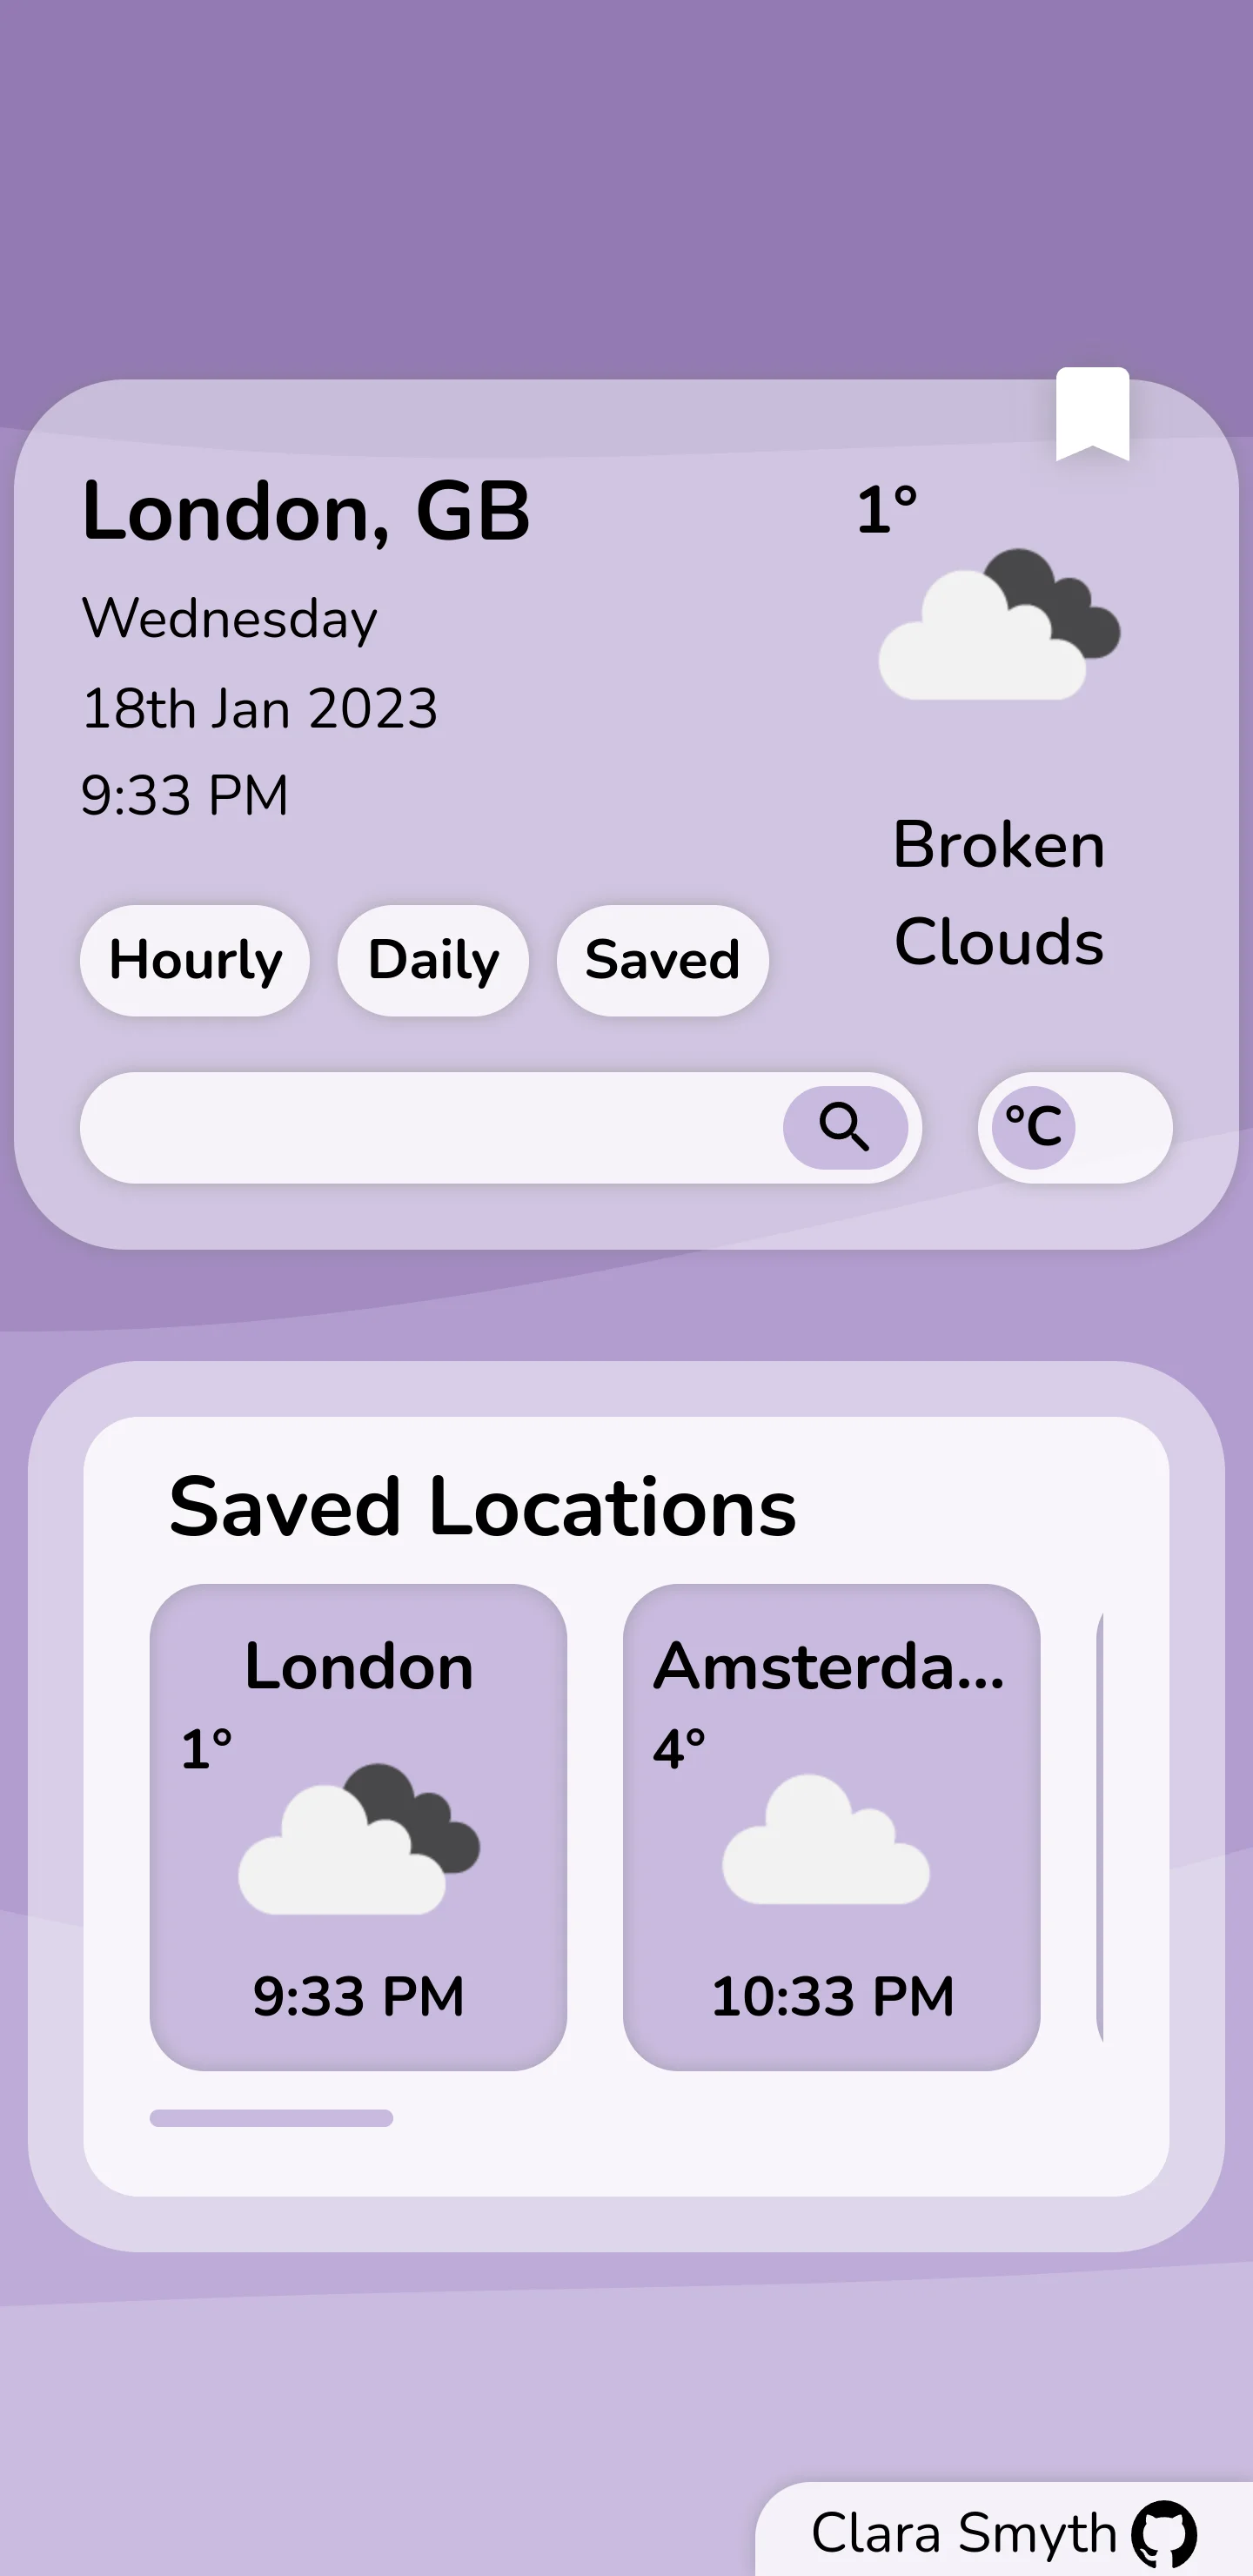 London, GB
1°
Wednesday
18th Jan 2023
9:33 PM
Broken
Clouds
Hourly
Daily
Saved
°C
Saved Locations
London
1°
9:33 PM
Amsterda...
4°
10:33 PM
Clara Smyth